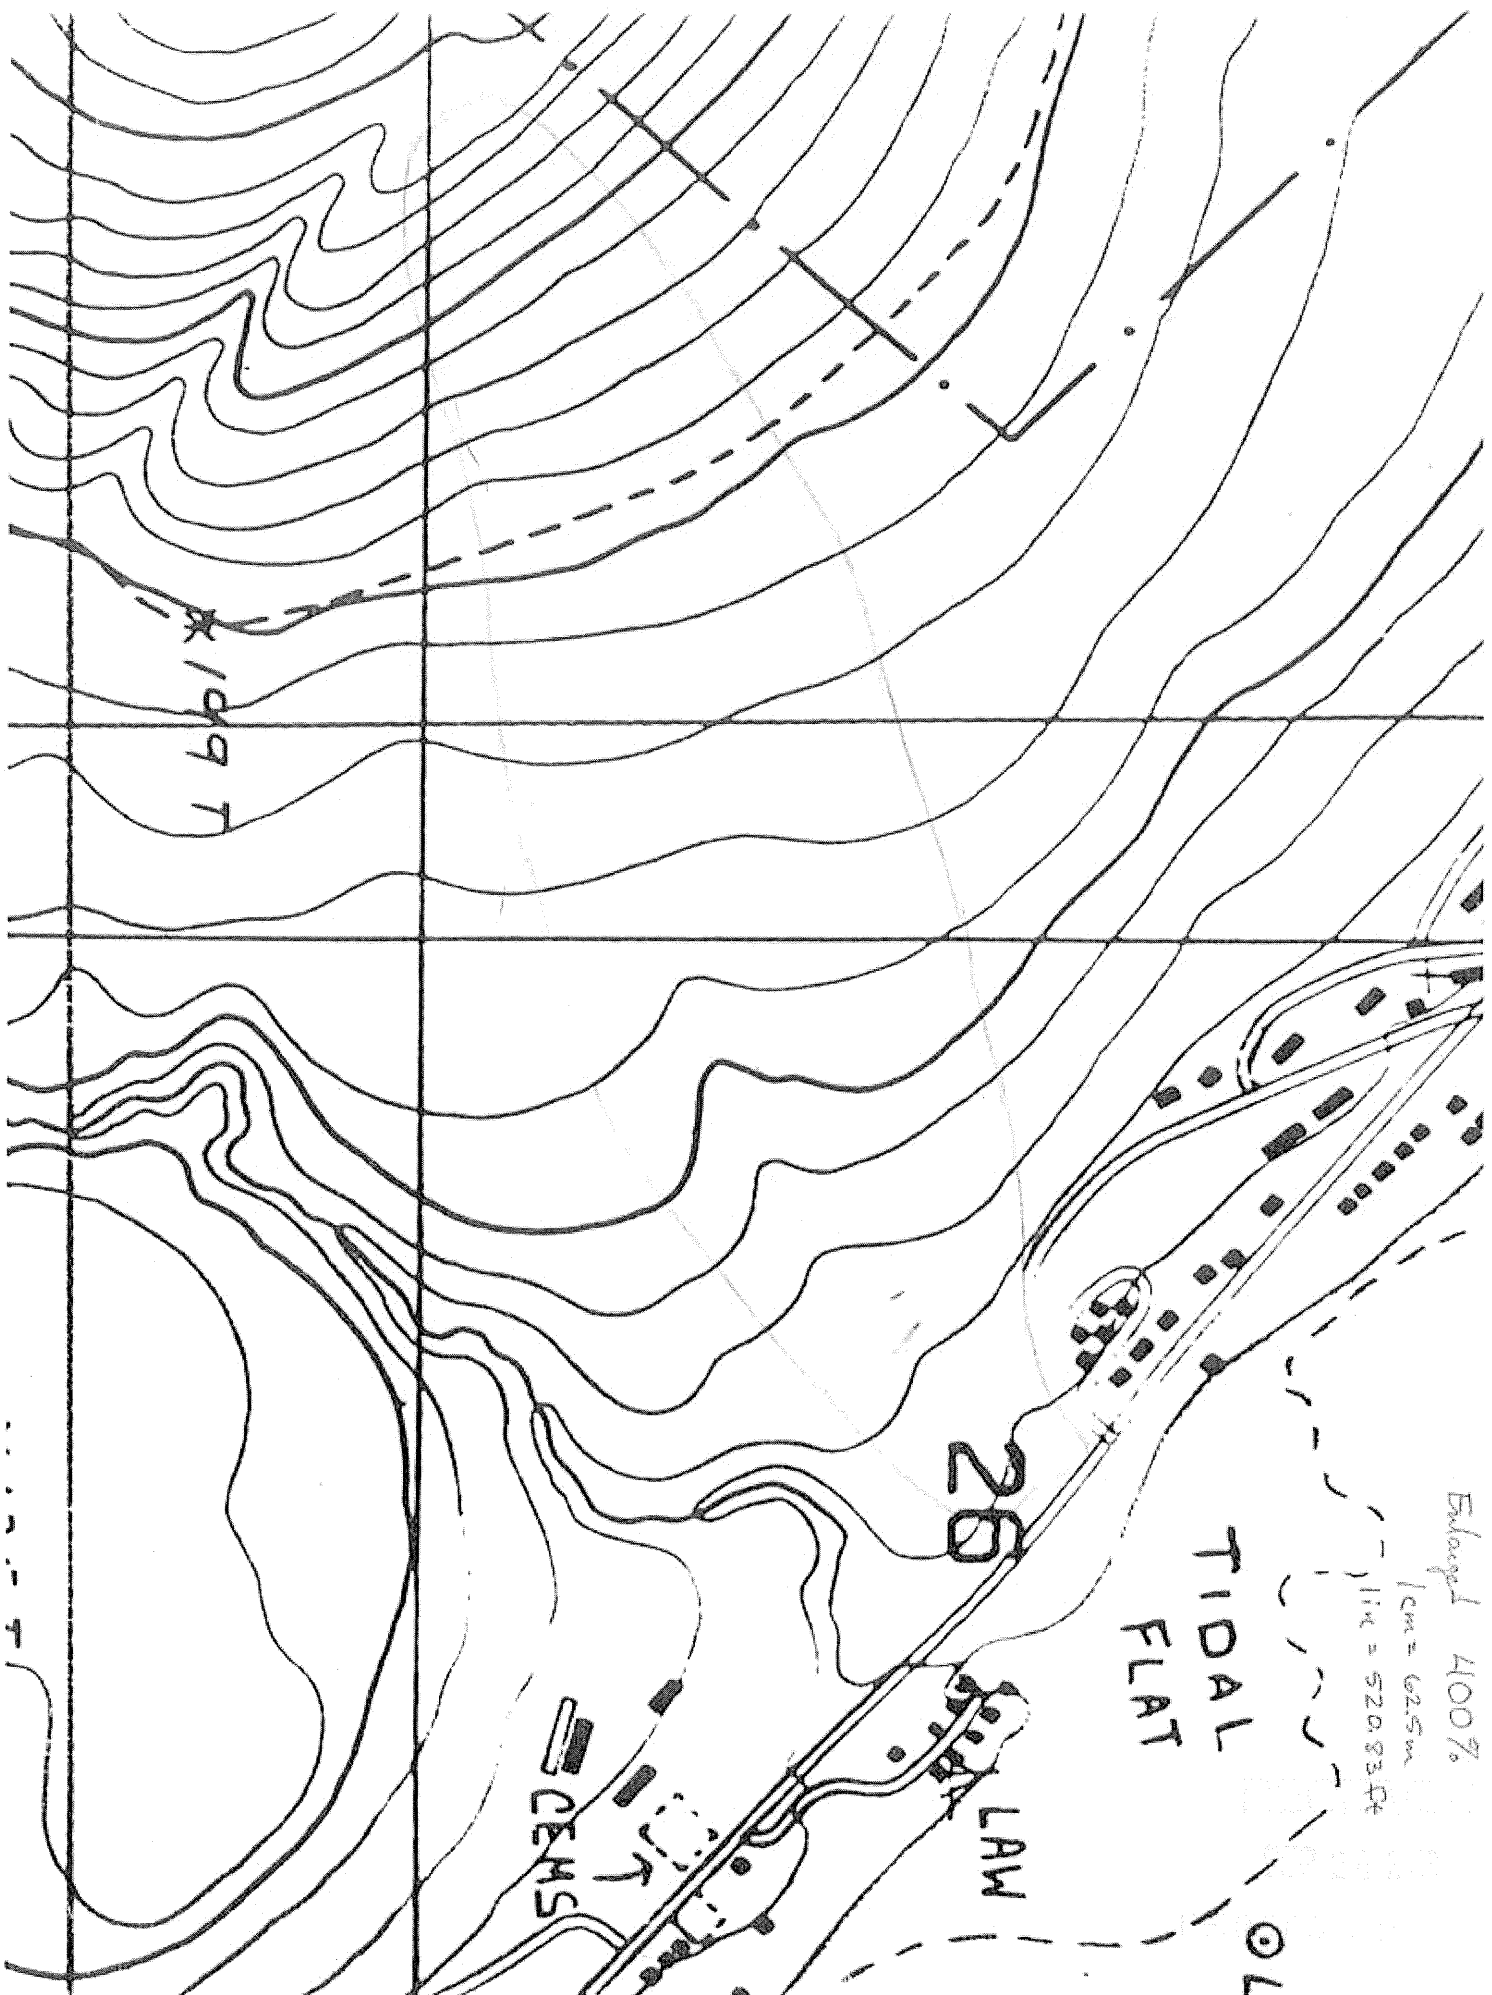 Enlarged 400%
1cm = 62.5m
1in = 520.83ft
TIDAL
FLAT
26
199 T
LAW
CEMS
T